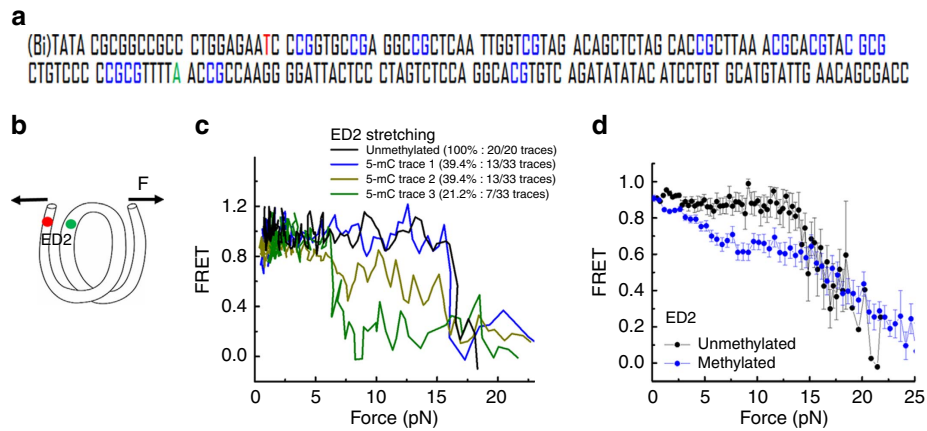 a
(Bi)TATA CGCGGCCGCC CTGGAGAATC CCGGTGCCGA GGCCGCTCAA TTGGTCGTAG ACAGCTCTAG CACCGCTTAAA ACGCACGTAC GCG
CTGTCCC CCGCGTTTTA ACCGCCAAGG GGATTACTCC CTAGTCTCCA GGCACGTGTC AGATATATAC ATCCTGT GCATGTATTG AACAGCGACC
b
F
ED2
c
ED2 stretching
Unmethylated (100% : 20/20 traces)
5-mC trace 1 (39.4% : 13/33 traces)
5-mC trace 2 (39.4% : 13/33 traces)
5-mC trace 3 (21.2% : 7/33 traces)
1.2
0.8
0.4
0.0
FRET
0 5 10 15 20
Force (pN)
d
1.0
0.8
0.6
0.4
0.2
0.0
FRET
ED2
Unmethylated
Methylated
0 5 10 15 20 25
Force (pN)